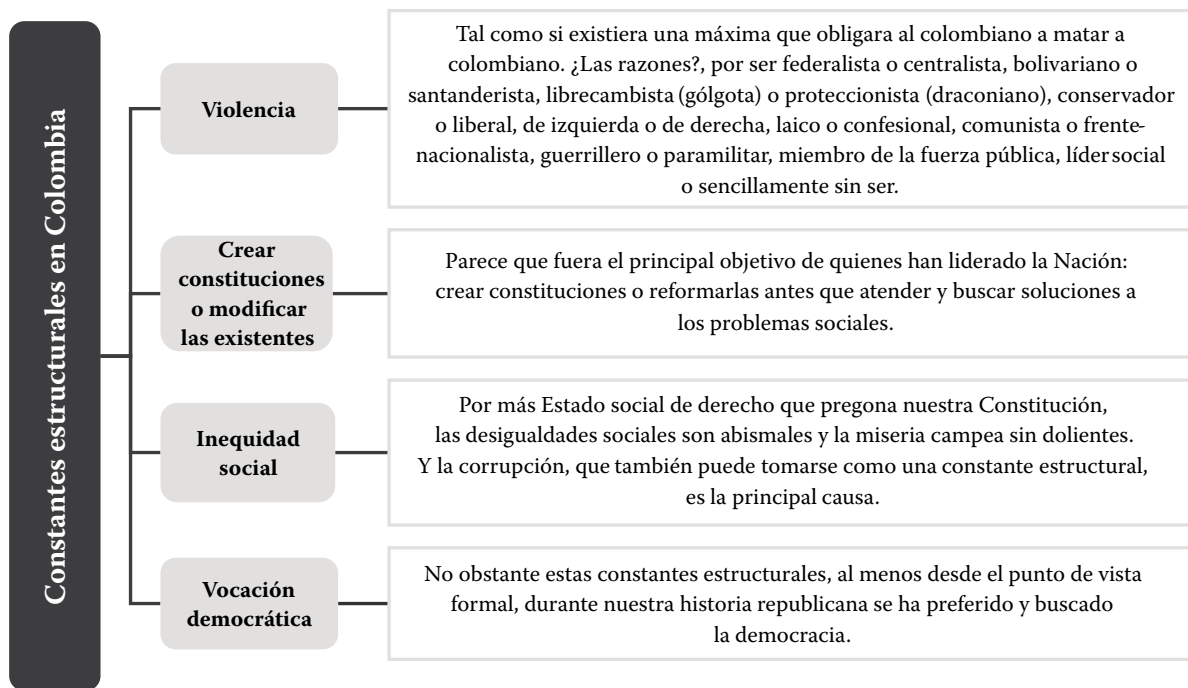 Constantes estructurales en Colombia
Violencia
Tal como si existiera una máxima que obligara al colombiano a matar a
colombiano. ¿Las razones?, por ser federalista o centralista, bolivariano o
santanderista, librecambista (gólgota) o proteccionista (draconiano), conservador
o liberal, de izquierda o de derecha, laico o confesional, comunista o frente-
nacionalista, guerrillero o paramilitar, miembro de la fuerza pública, líder social
o sencillamente sin ser.
Crear
constituciones
o modificar
las existentes
Parece que fuera el principal objetivo de quienes han liderado la Nación:
crear constituciones o reformarlas antes que atender y buscar soluciones a
los problemas sociales.
Inequidad
social
Por más Estado social de derecho que pregona nuestra Constitución,
las desigualdades sociales son abismales y la miseria campea sin dolientes.
Y la corrupción, que también puede tomarse como una constante estructural,
es la principal causa.
Vocación
democrática
No obstante estas constantes estructurales, al menos desde el punto de vista
formal, durante nuestra historia republicana se ha preferido y buscado
la democracia.